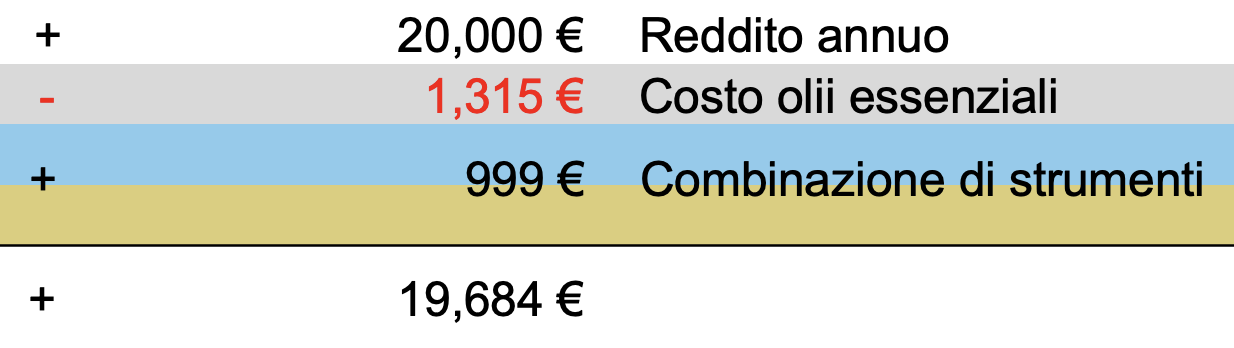 + 20,000 € Reddito annuo
- 1,315 € Costo olii essenziali
+ 999 € Combinazione di strumenti
+ 19,684 €